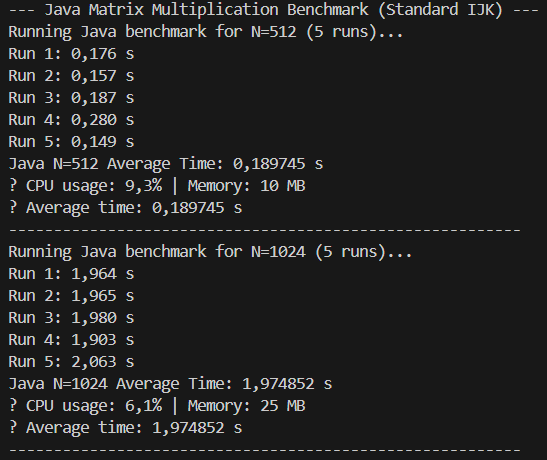 --- Java Matrix Multiplication Benchmark (Standard IJK) ---
Running Java benchmark for N=512 (5 runs)...
Run 1: 0,176 s
Run 2: 0,157 s
Run 3: 0,187 s
Run 4: 0,280 s
Run 5: 0,149 s
Java N=512 Average Time: 0,189745 s
? CPU usage: 9,3% | Memory: 10 MB
? Average time: 0,189745 s
---------------------------------------------------------
Running Java benchmark for N=1024 (5 runs)...
Run 1: 1,964 s
Run 2: 1,965 s
Run 3: 1,980 s
Run 4: 1,903 s
Run 5: 2,063 s
Java N=1024 Average Time: 1,974852 s
? CPU usage: 6,1% | Memory: 25 MB
? Average time: 1,974852 s
---------------------------------------------------------